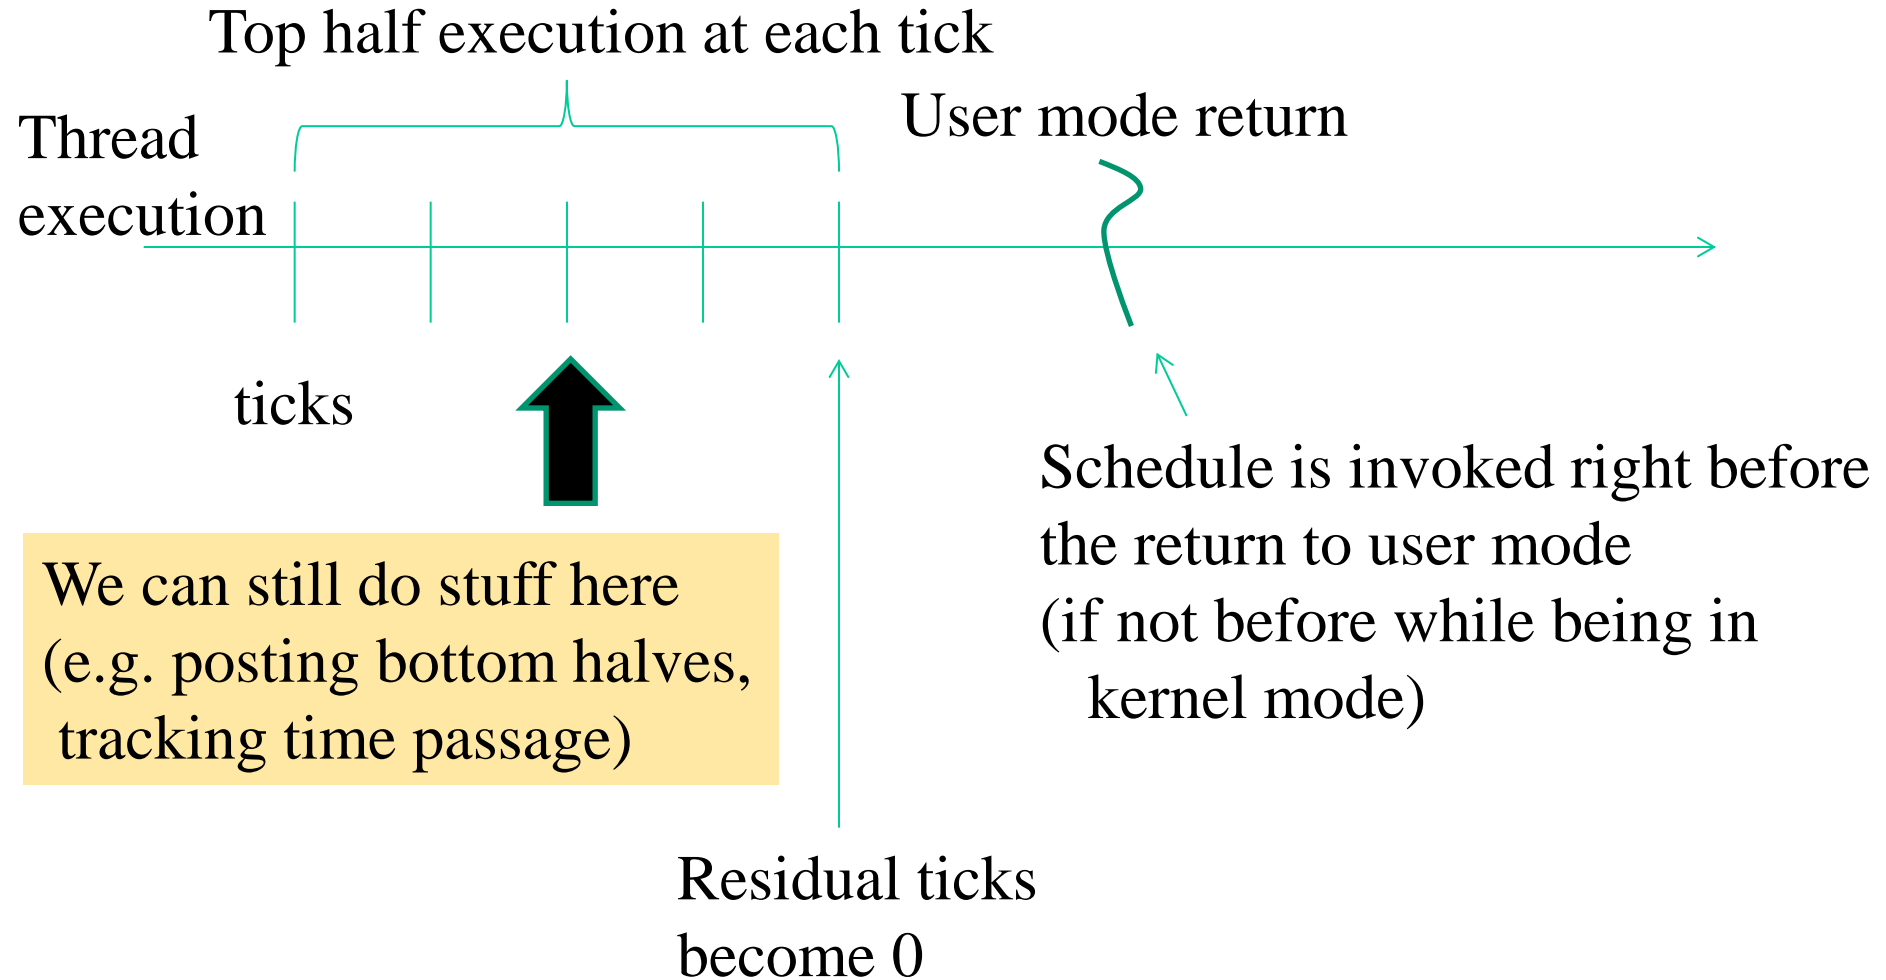 Top half execution at each tick
User mode return
Thread
execution
ticks
Schedule is invoked right before
the return to user mode
(if not before while being in
kernel mode)
We can still do stuff here
(e.g. posting bottom halves,
tracking time passage)
Residual ticks
become 0